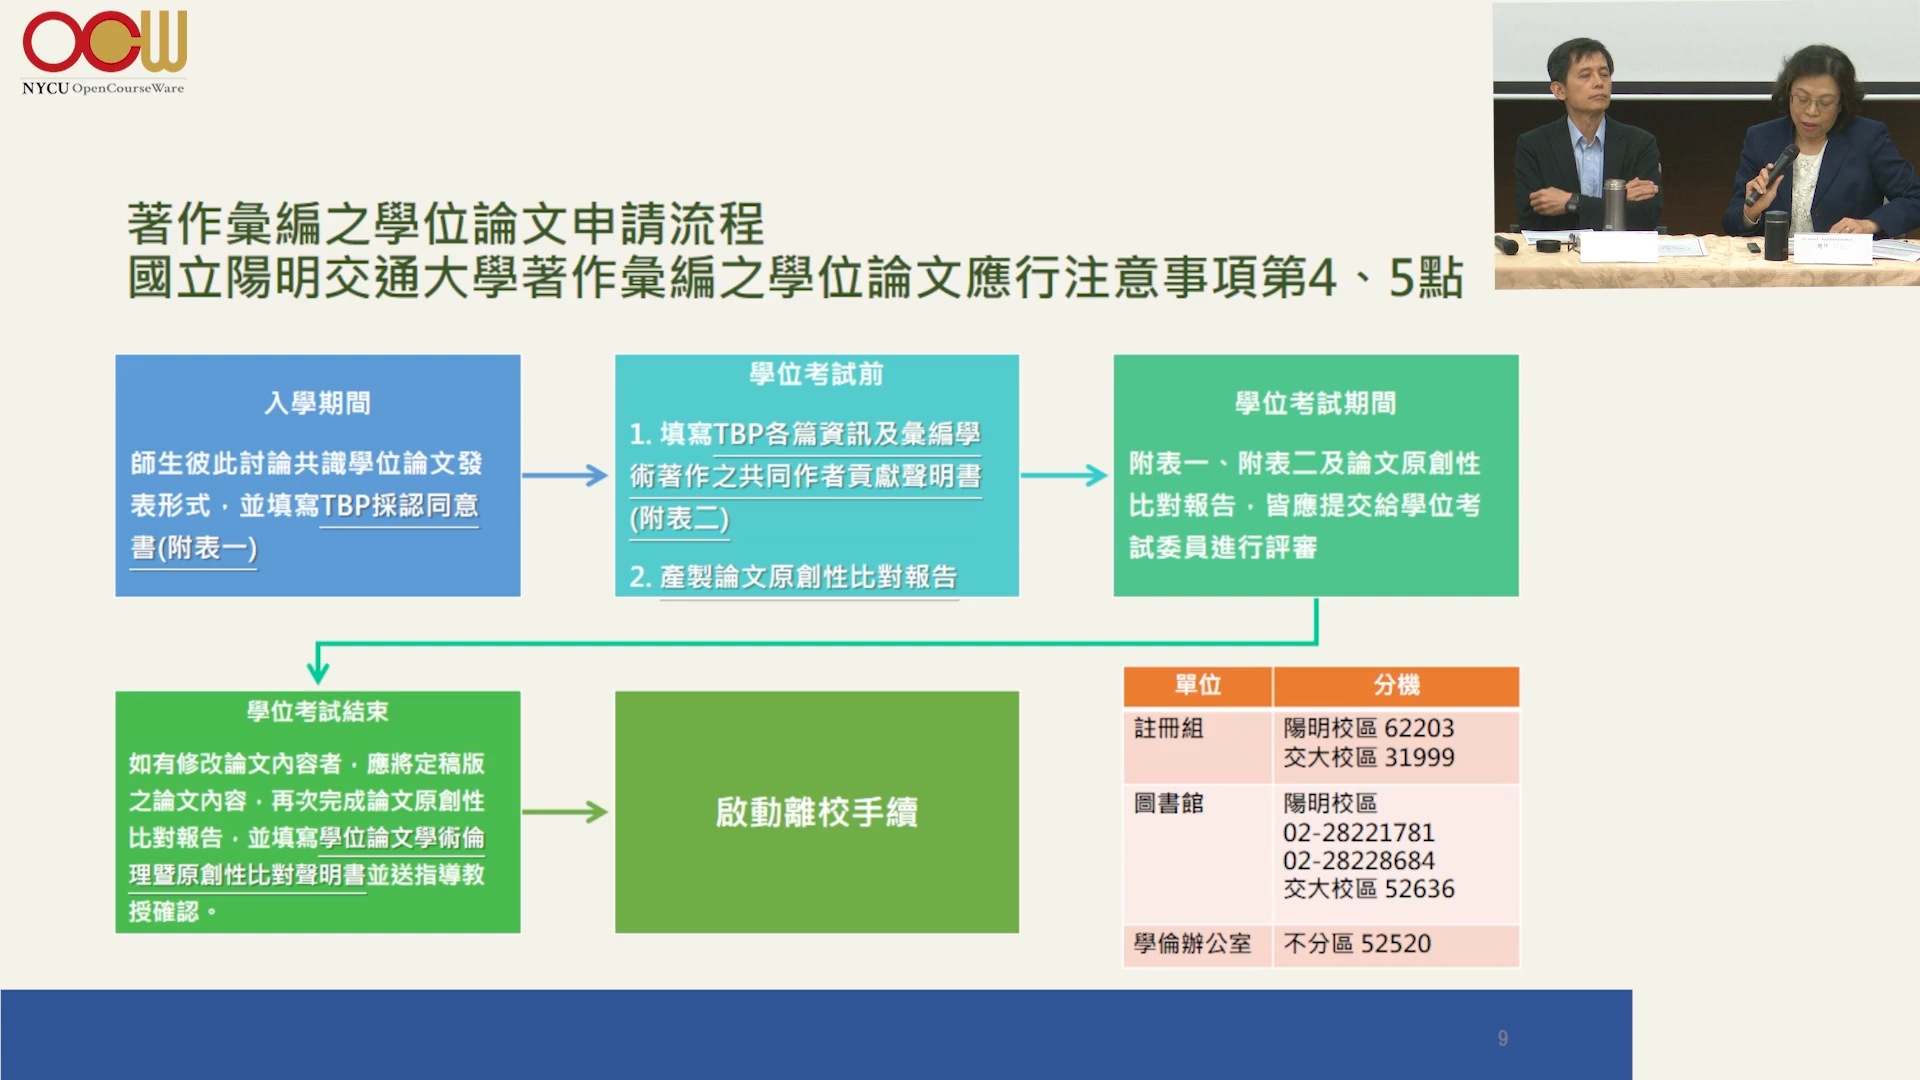 OCW
NYCU OpenCourseWare
著作彙編之學位論文申請流程
國立陽明交通大學著作彙編之學位論文應行注意事項第4、5點
入學期間
師生彼此討論共識學位論文發
表形式，並填寫TBP採認同意
書(附表一)
學位考試前
1. 填寫TBP各篇資訊及彙編學
術著作之共同作者貢獻聲明書
(附表二)
2. 產製論文原創性比對報告
學位考試期間
附表一、附表二及論文原創性
比對報告，皆應提交給學位考
試委員進行評審
學位考試結束
如有修改論文內容者，應將定稿版
之論文內容，再次完成論文原創性
比對報告，並填寫學位論文學術倫
理暨原創性比對聲明書並送指導教
授確認。
啟動離校手續
單位 分機
註冊組 陽明校區 62203
交大校區 31999
圖書館 陽明校區
02-28221781
02-28228684
交大校區 52636
學倫辦公室 不分區 52520
9